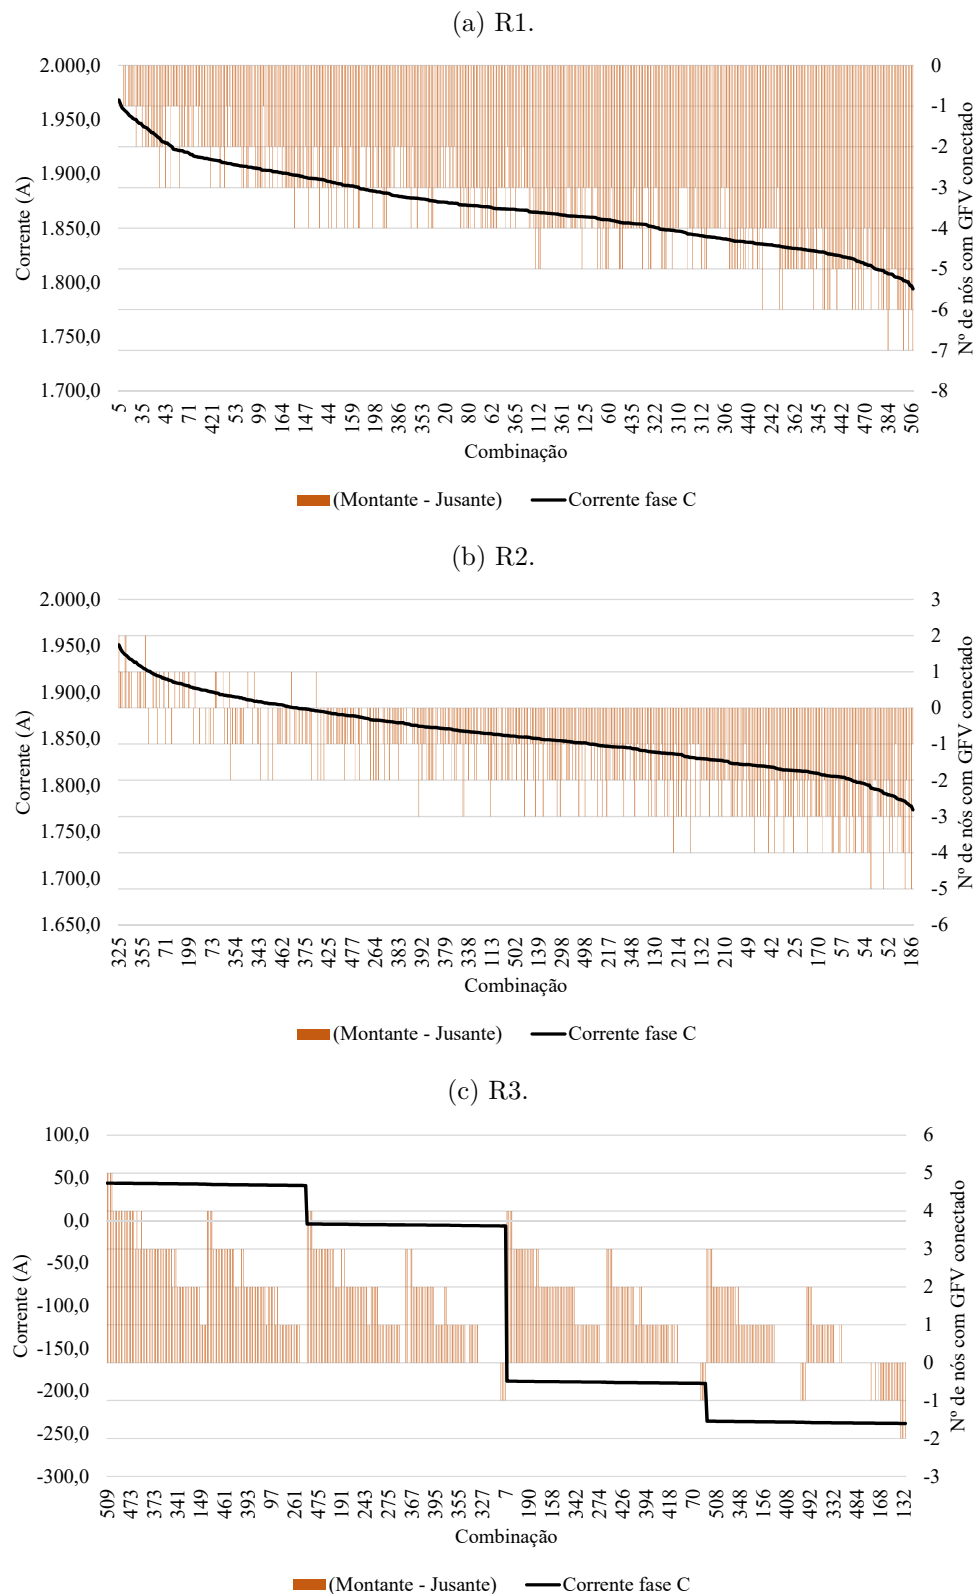 (a) R1.
2.000,0
1.950,0
1.900,0
1.850,0
1.800,0
1.750,0
1.700,0
Corrente (A)
0
-1
-2
-3
-4
-5
-6
-7
-8
Nº de nós com GFV conectado
5 35 43 71 421 53 99 164 147 44 159 198 386 353 20 80 62 365 112 361 125 60 435 322 310 312 306 440 242 362 345 442 470 384 506
Combinação
(Montante - Jusante) Corrente fase C
(b) R2.
2.000,0
1.950,0
1.900,0
1.850,0
1.800,0
1.750,0
1.700,0
1.650,0
Corrente (A)
3
2
1
0
-1
-2
-3
-4
-5
-6
Nº de nós com GFV conectado
325 355 71 199 73 354 343 462 375 425 477 264 383 392 379 338 113 502 139 298 498 217 348 130 214 132 210 49 42 25 170 57 54 52 186
Combinação
(Montante - Jusante) Corrente fase C
(c) R3.
100,0
50,0
0,0
-50,0
-100,0
-150,0
-200,0
-250,0
-300,0
Corrente (A)
6
5
4
3
2
1
0
-1
-2
-3
Nº de nós com GFV conectado
509 473 373 341 149 461 393 97 261 475 191 243 275 367 395 355 327 7 190 158 342 274 426 394 418 70 508 348 156 408 492 332 484 168 132
Combinação
(Montante - Jusante) Corrente fase C